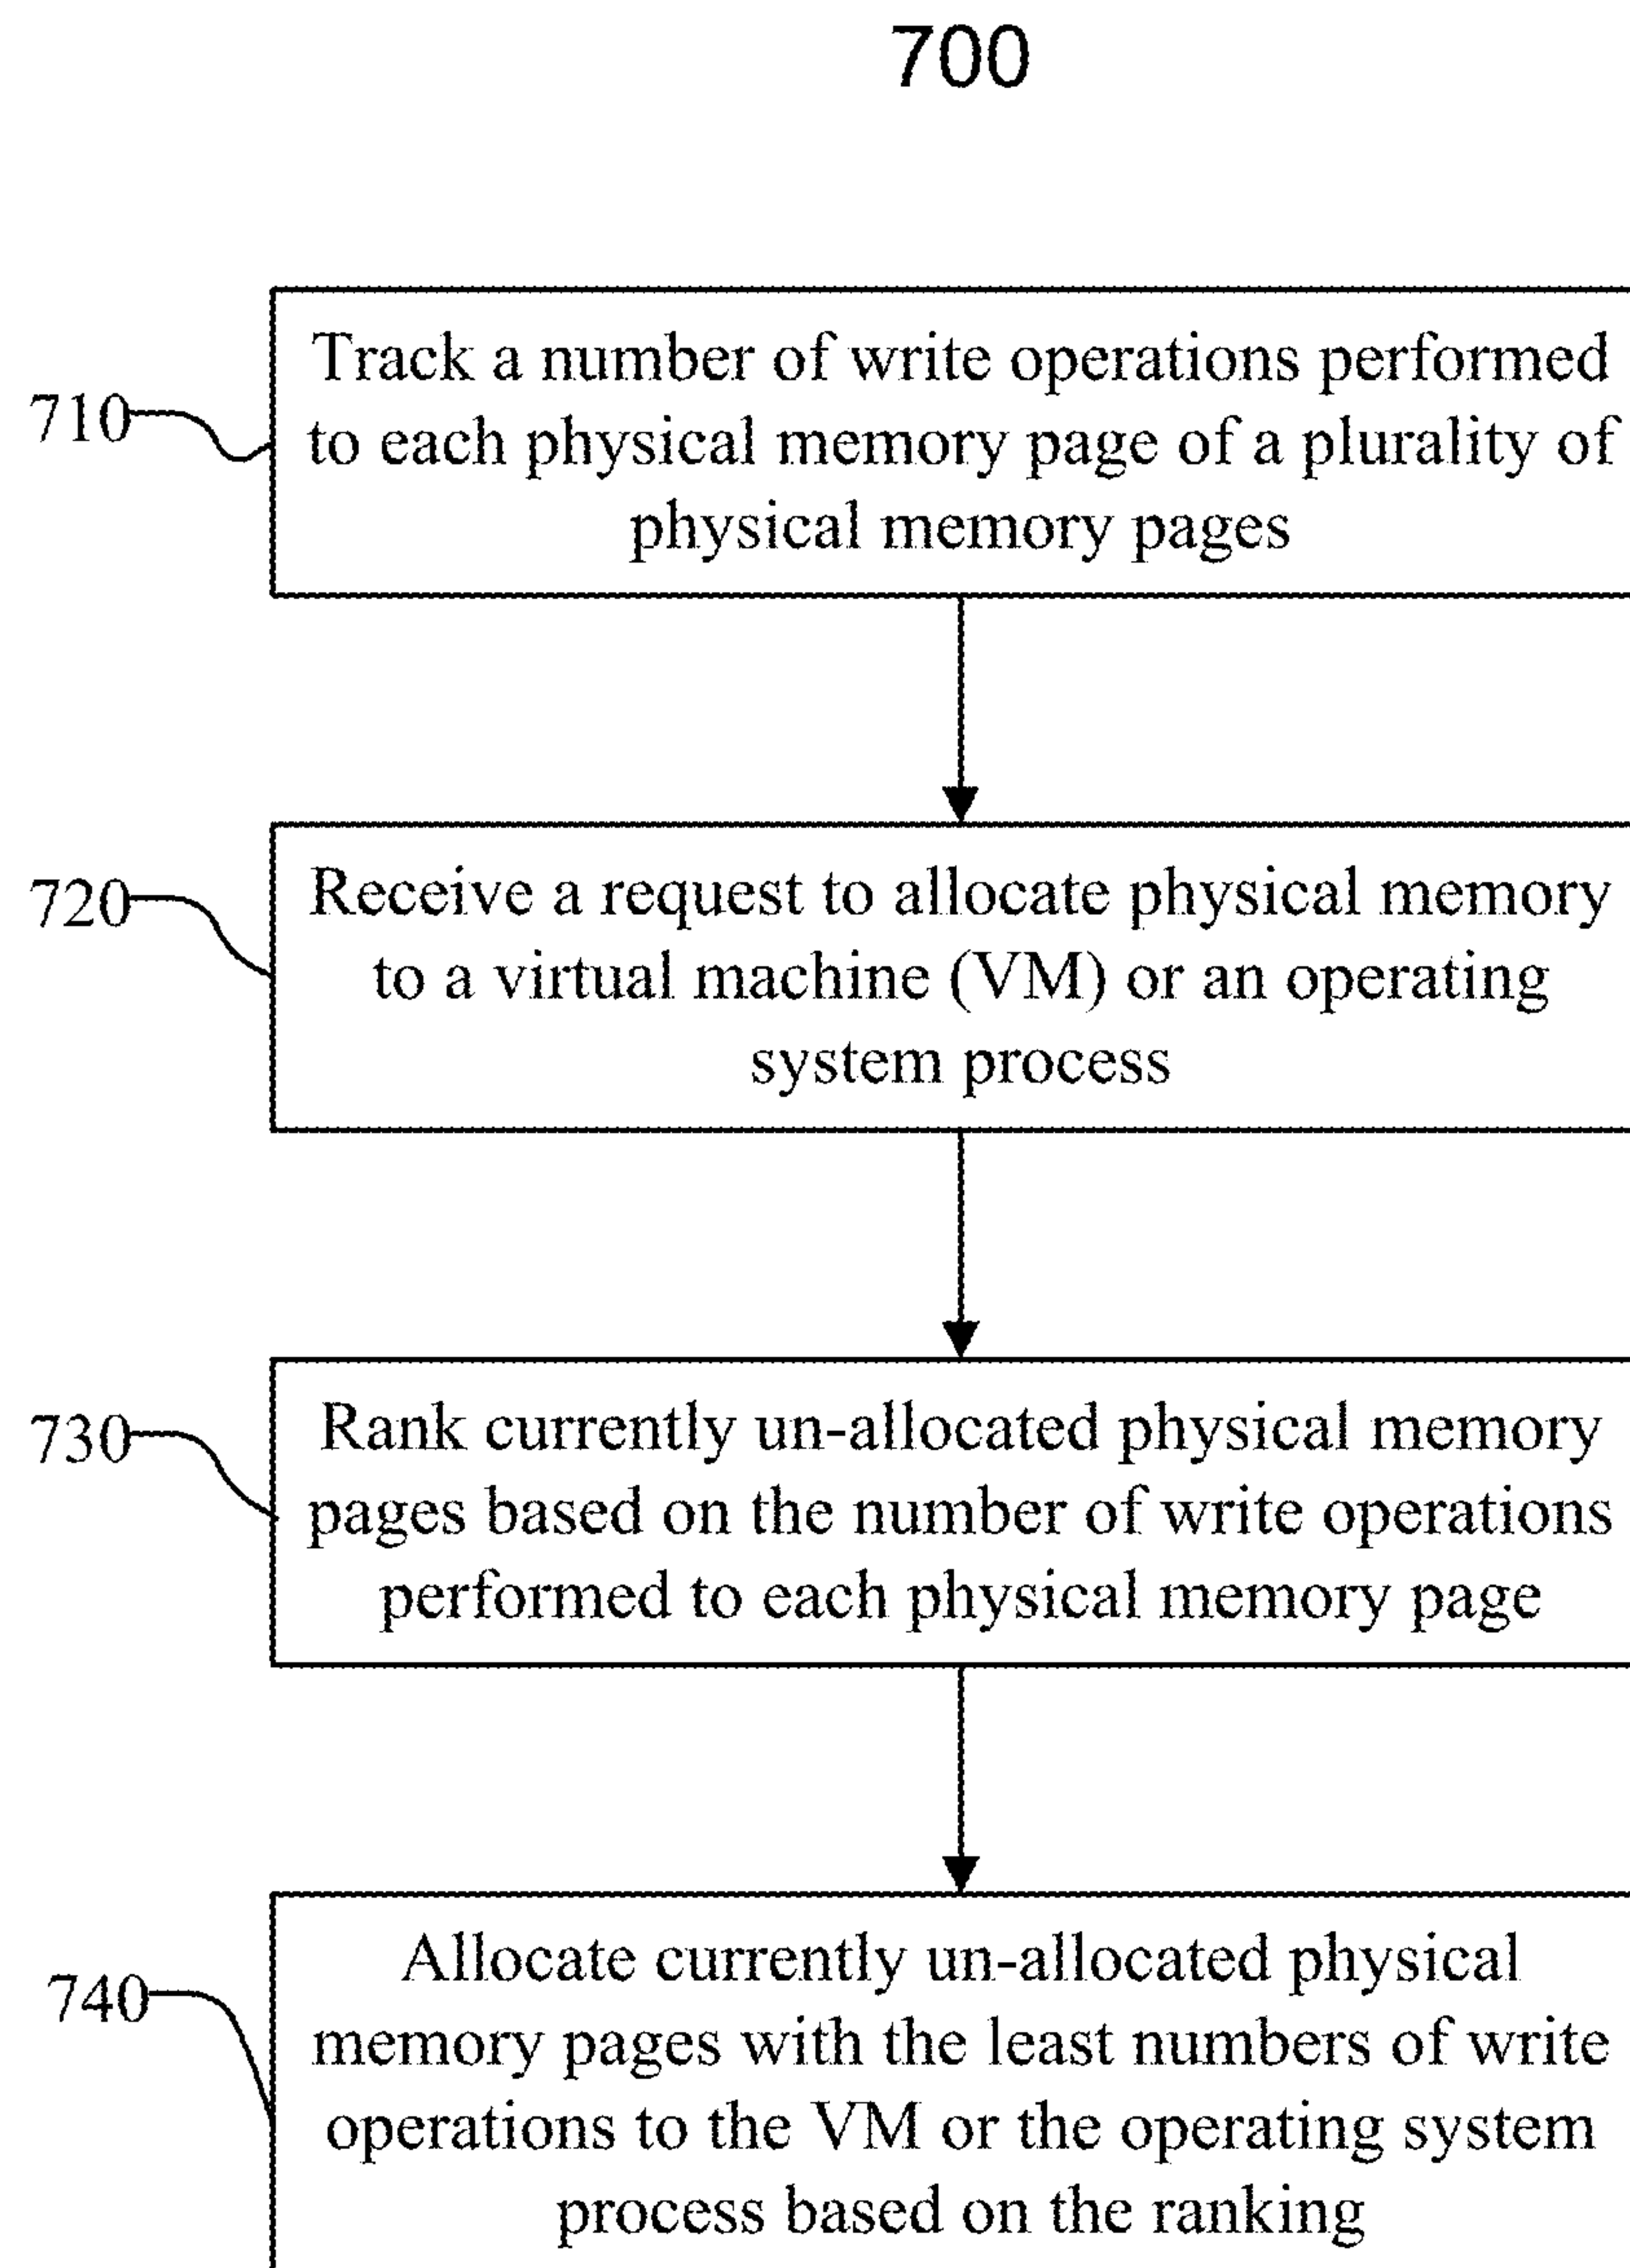 700
710
Track a number of write operations performed
to each physical memory page of a plurality of
physical memory pages
720
Receive a request to allocate physical memory
to a virtual machine (VM) or an operating
system process
730
Rank currently un-allocated physical memory
pages based on the number of write operations
performed to each physical memory page
740
Allocate currently un-allocated physical
memory pages with the least numbers of write
operations to the VM or the operating system
process based on the ranking